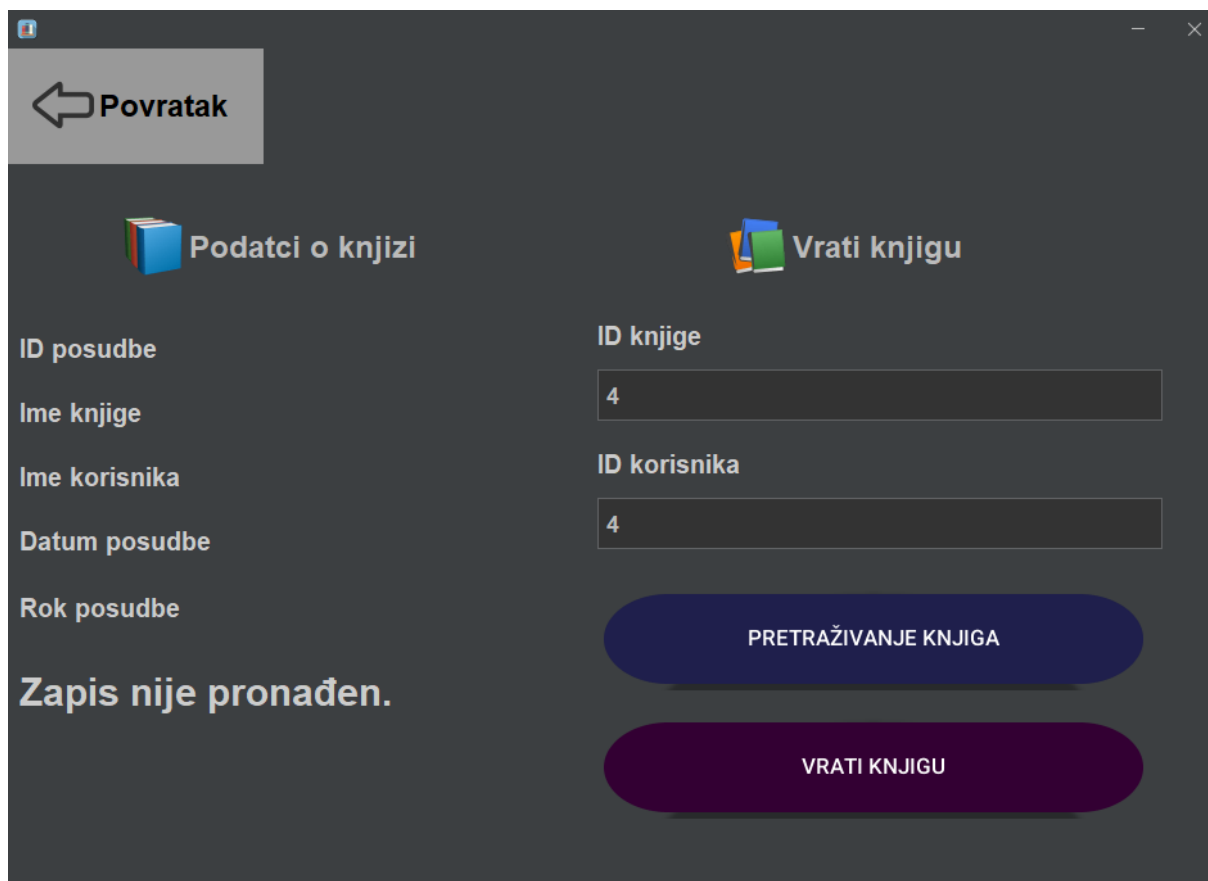 Povratak
Podatci o knjizi
ID posudbe
Ime knjige
Ime korisnika
Datum posudbe
Rok posudbe
Zapis nije pronađen.
Vrati knjigu
ID knjige
4
ID korisnika
4
PRETRAŽIVANJE KNJIGA
VRATI KNJIGU